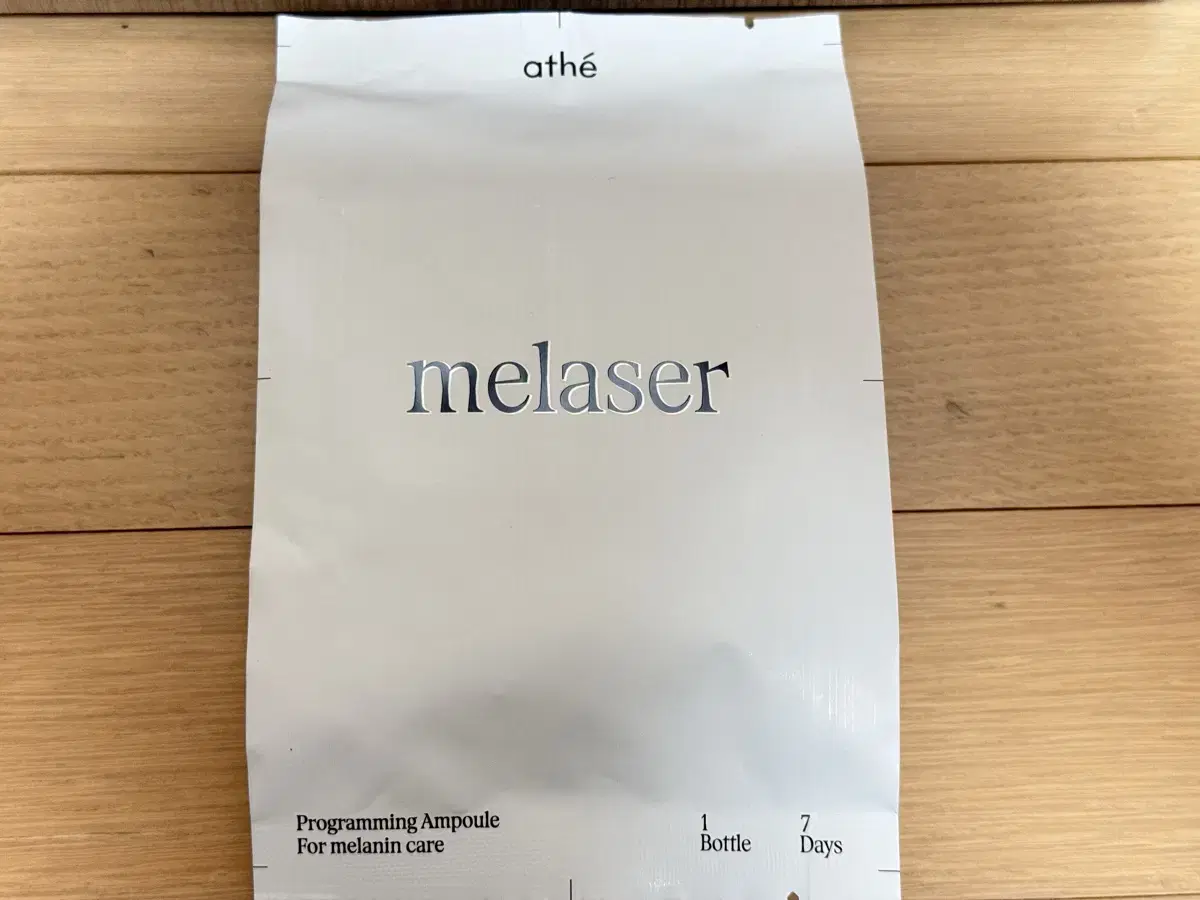 athé
melaser
Programming Ampoule
For melanin care
1
Bottle
7
Days